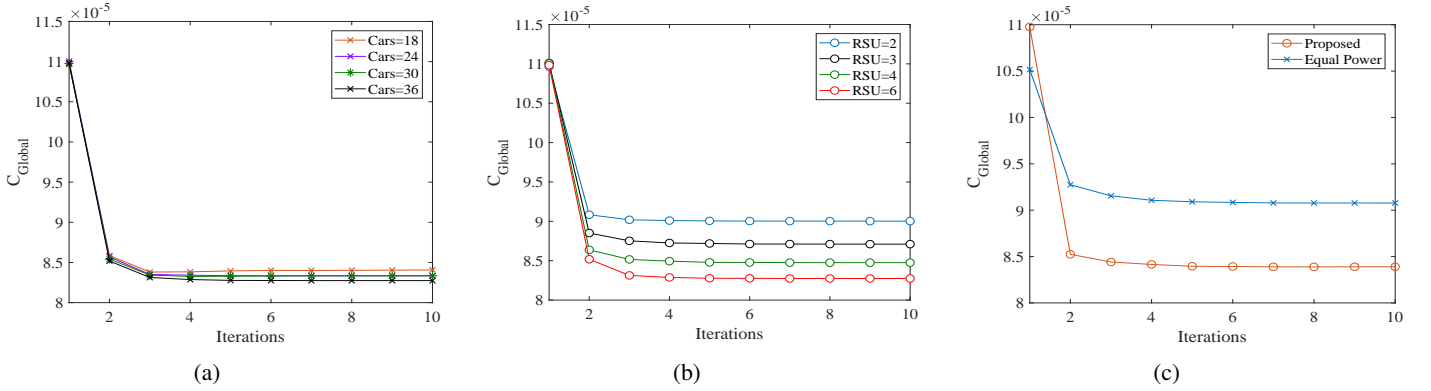 ×10^-5
11.5
11
10.5
10
9.5
9
8.5
8
2
4
6
8
10
C_Global
Iterations
Cars=18
Cars=24
Cars=30
Cars=36
(a)
×10^-5
11.5
11
10.5
10
9.5
9
8.5
8
2
4
6
8
10
C_Global
Iterations
RSU=2
RSU=3
RSU=4
RSU=6
(b)
×10^-5
11
10.5
10
9.5
9
8.5
8
2
4
6
8
10
C_Global
Iterations
Proposed
Equal Power
(c)